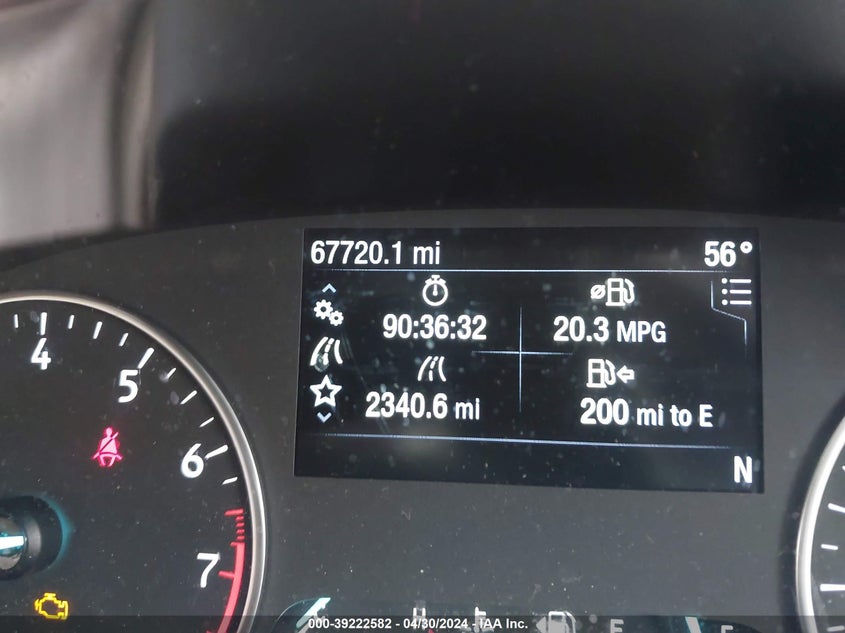 67720.1 mi 56°
90:36:32 20.3 MPG
2340.6 mi 200 mi to E
N
4
5
6
7
H
E
000-39222582 - 04/30/2024 - IAA Inc.